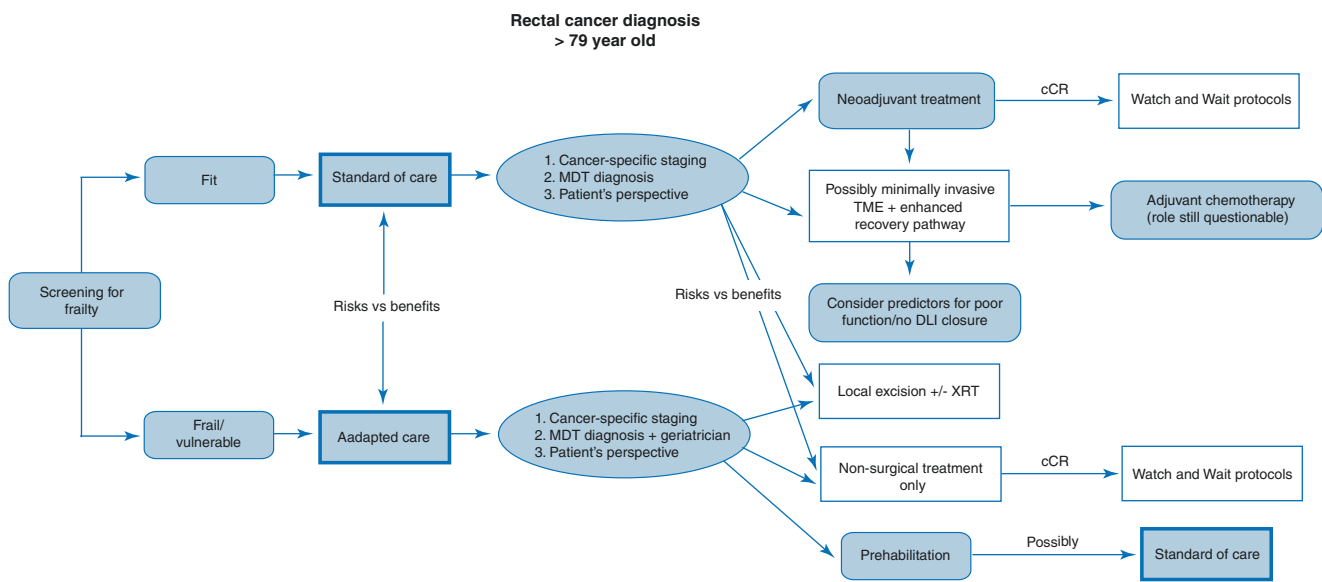 Rectal cancer diagnosis
> 79 year old
Neoadjuvant treatment
cCR
Watch and Wait protocols
Fit
Standard of care
1. Cancer-specific staging
2. MDT diagnosis
3. Patient's perspective
Possibly minimally invasive
TME + enhanced
recovery pathway
Adjuvant chemotherapy
(role still questionable)
Screening for
frailty
Risks vs benefits
Risks vs benefits
Consider predictors for poor
function/no DLI closure
Local excision +/- XRT
Frail/
vulnerable
Aadapted care
1. Cancer-specific staging
2. MDT diagnosis + geriatrician
3. Patient's perspective
Non-surgical treatment
only
cCR
Watch and Wait protocols
Prehabilitation
Possibly
Standard of care